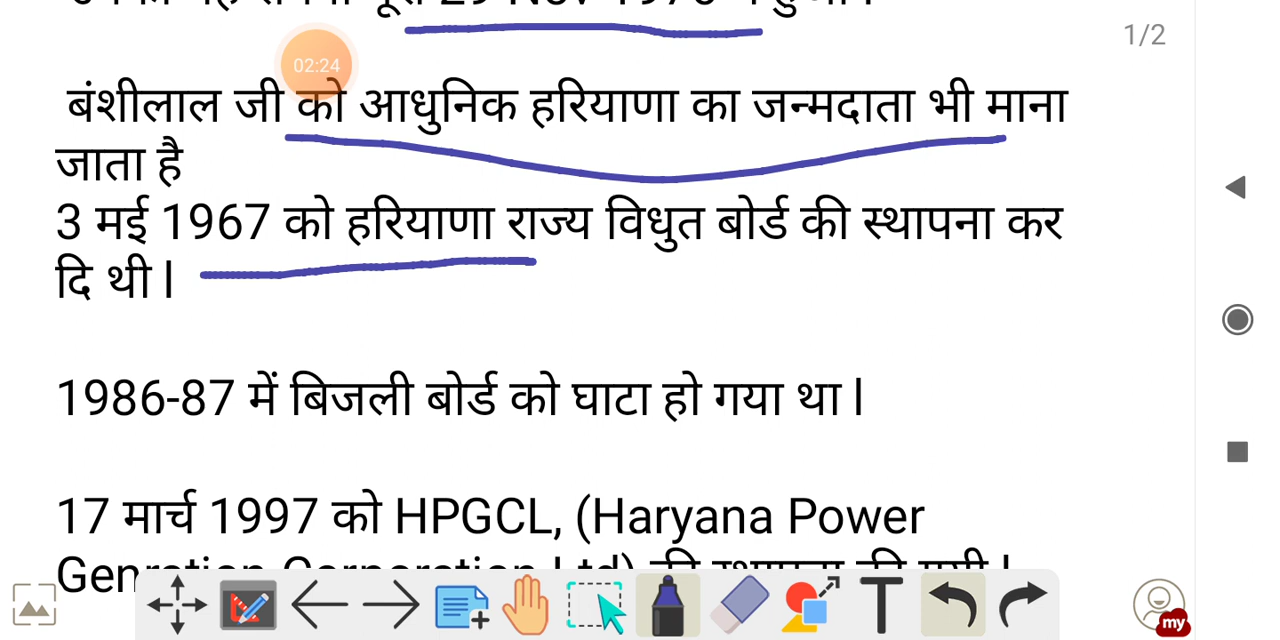 1/2
02:24
बंशीलाल जी को आधुनिक हरियाणा का जन्मदाता भी माना
जाता है
3 मई 1967 को हरियाणा राज्य विधुत बोर्ड की स्थापना कर
दि थी l
1986-87 में बिजली बोर्ड को घाटा हो गया था l
17 मार्च 1997 को HPGCL, (Haryana Power
my